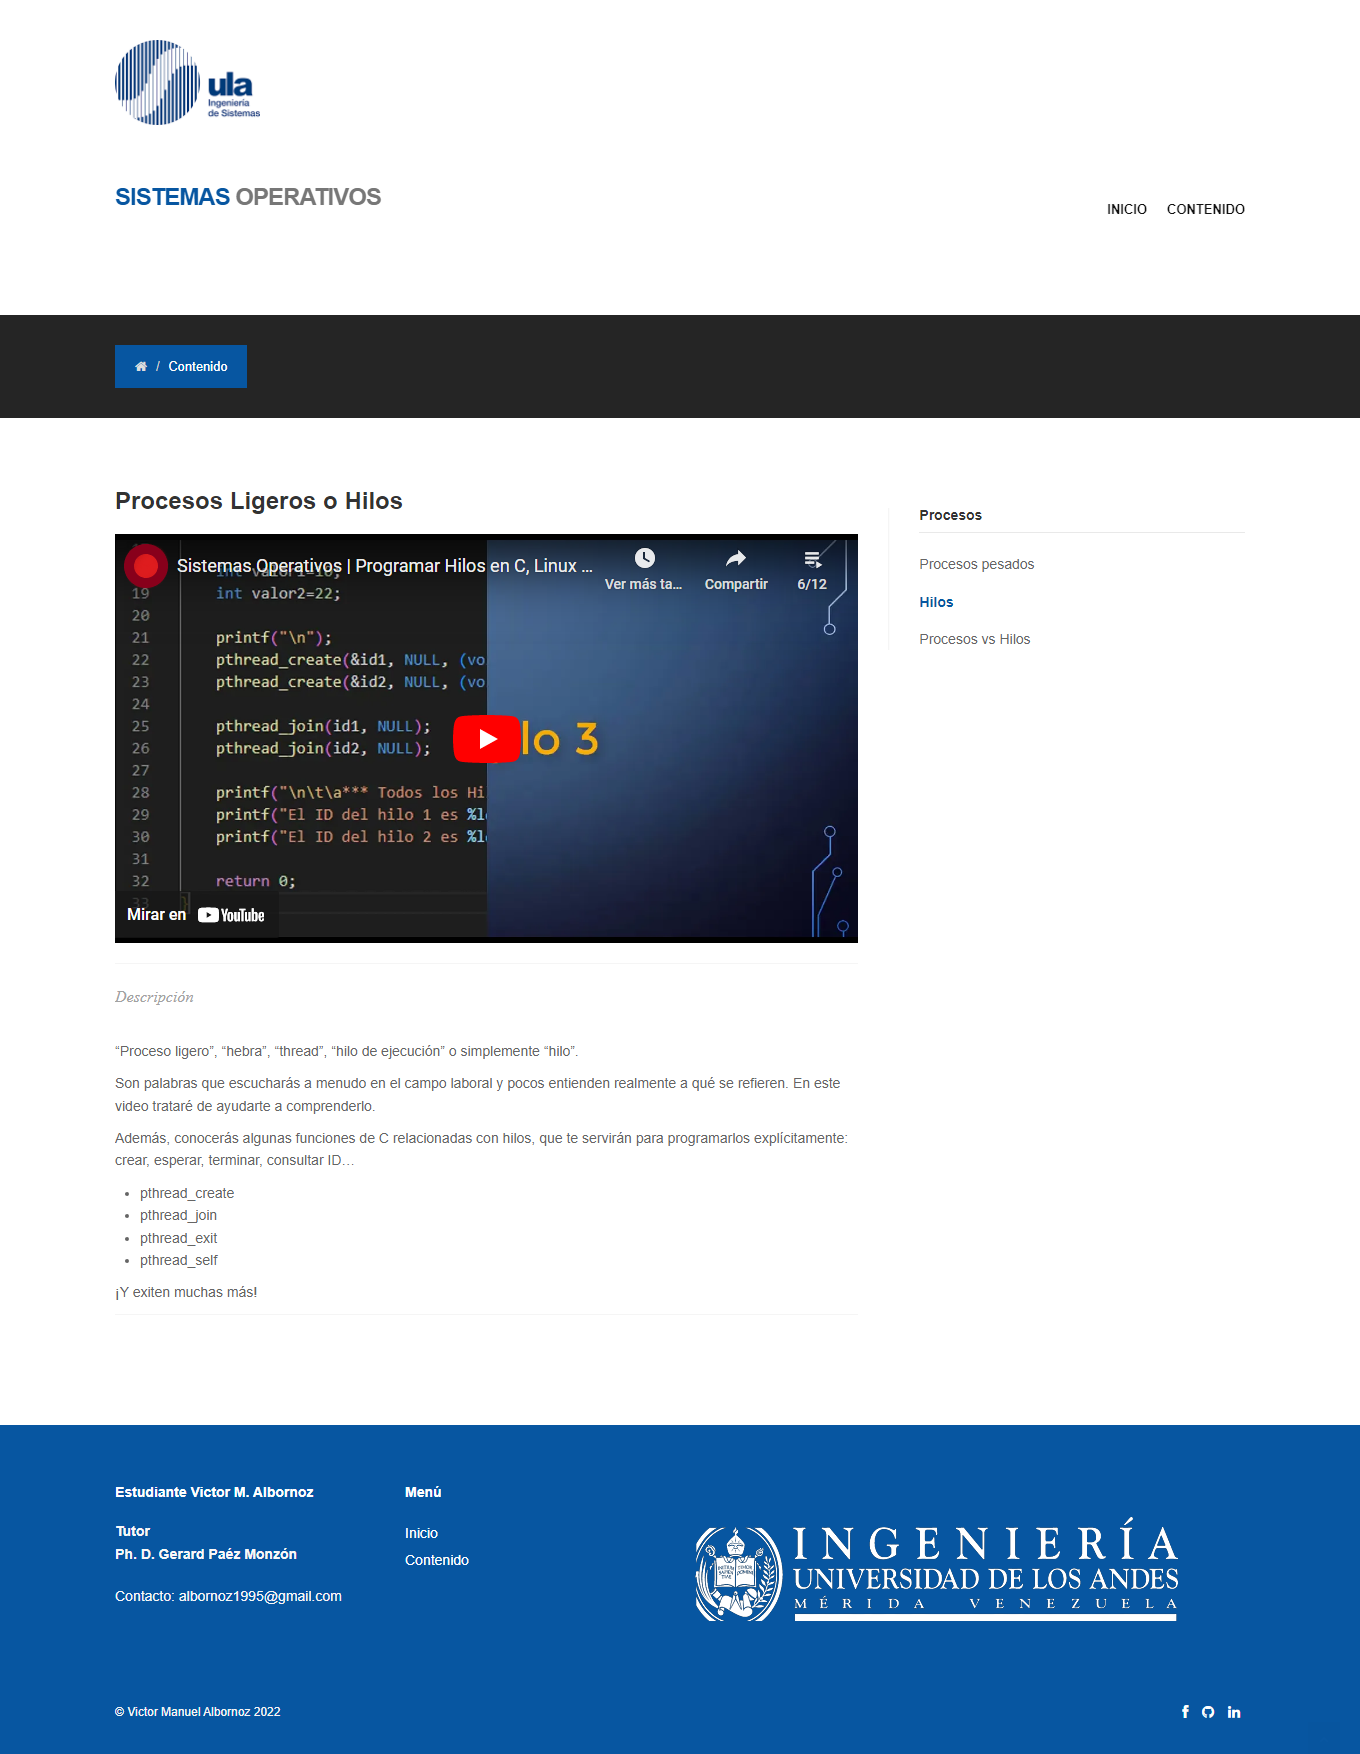 ula
Ingeniería
de Sistemas
SISTEMAS OPERATIVOS
INICIO CONTENIDO
/ Contenido
Procesos Ligeros o Hilos
Sistemas Operativos | Programar Hilos en C, Linux ...
Ver más ta...
Compartir
6/12
19 int valor2=22;
20
21 printf("\n");
22 pthread_create(&id1, NULL, (vo
23 pthread_create(&id2, NULL, (vo
24
25 pthread_join(id1, NULL);
26 pthread_join(id2, NULL);
27
28 printf("\n\t\a*** Todos los Hi
29 printf("El ID del hilo 1 es %l
30 printf("El ID del hilo 2 es %l
31
32 return 0;
33 }
lo 3
Mirar en YouTube
Descripción
“Proceso ligero”, “hebra”, “thread”, “hilo de ejecución” o simplemente “hilo”.
Son palabras que escucharás a menudo en el campo laboral y pocos entienden realmente a qué se refieren. En este
video trataré de ayudarte a comprenderlo.
Además, conocerás algunas funciones de C relacionadas con hilos, que te servirán para programarlos explícitamente:
crear, esperar, terminar, consultar ID…
• pthread_create
• pthread_join
• pthread_exit
• pthread_self
¡Y exiten muchas más!
Procesos
Procesos pesados
Hilos
Procesos vs Hilos
Estudiante Victor M. Albornoz
Tutor
Ph. D. Gerard Paéz Monzón
Contacto: albornoz1995@gmail.com
Menú
Inicio
Contenido
INGENIERÍA
UNIVERSIDAD DE LOS ANDES
MÉRIDA VENEZUELA
© Victor Manuel Albornoz 2022